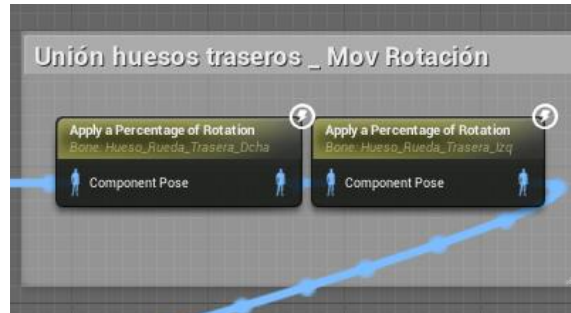 Unión huesos traseros _ Mov Rotación
Apply a Percentage of Rotation
Bone: Hueso_Rueda_Trasera_Dcha
Component Pose
Apply a Percentage of Rotation
Bone: Hueso_Rueda_Trasera_Izq
Component Pose